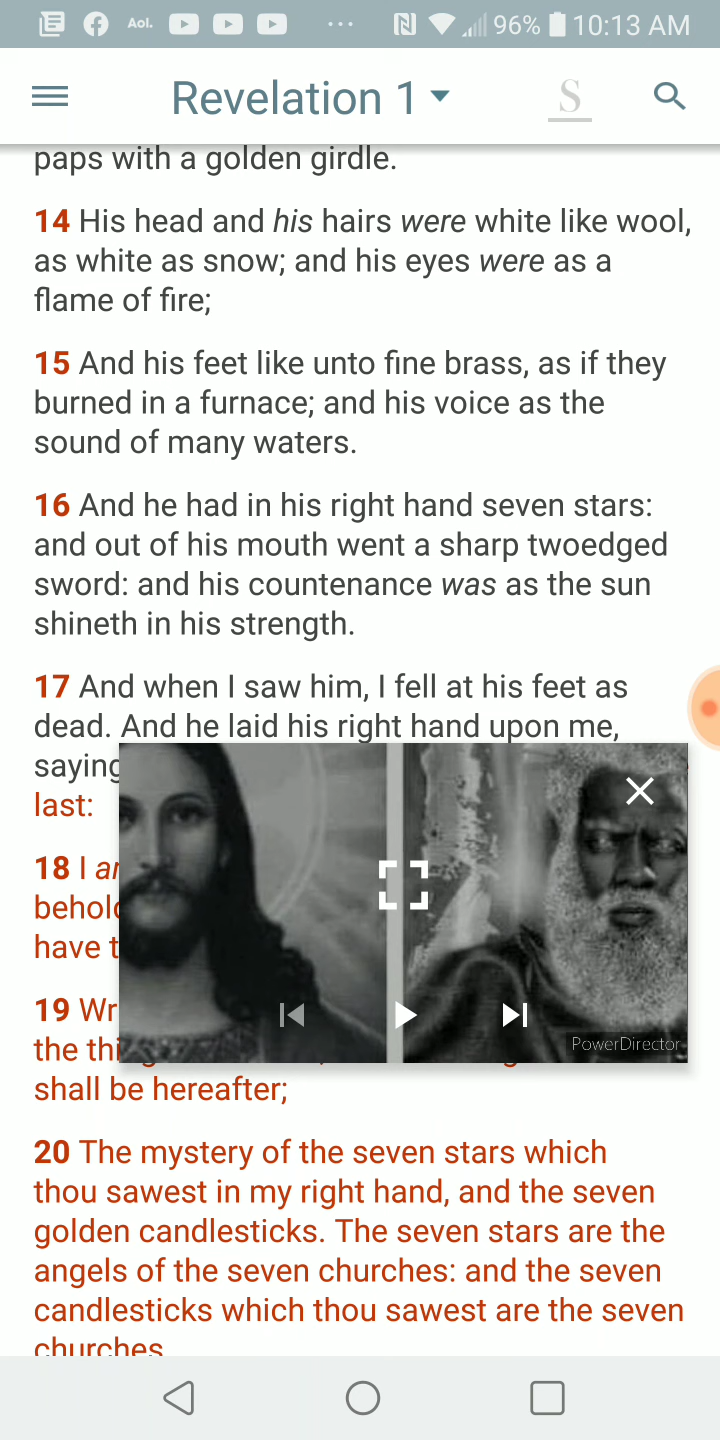 Aol. ... 96% 10:13 AM
Revelation 1 S
paps with a golden girdle.
14 His head and his hairs were white like wool,
as white as snow; and his eyes were as a
flame of fire;
15 And his feet like unto fine brass, as if they
burned in a furnace; and his voice as the
sound of many waters.
16 And he had in his right hand seven stars:
and out of his mouth went a sharp twoedged
sword: and his countenance was as the sun
shineth in his strength.
17 And when I saw him, I fell at his feet as
dead. And he laid his right hand upon me,
saying
last:
18 I
behol
have t
19 Wr
the thi
PowerDirector
shall be hereafter;
20 The mystery of the seven stars which
thou sawest in my right hand, and the seven
golden candlesticks. The seven stars are the
angels of the seven churches: and the seven
candlesticks which thou sawest are the seven
churches